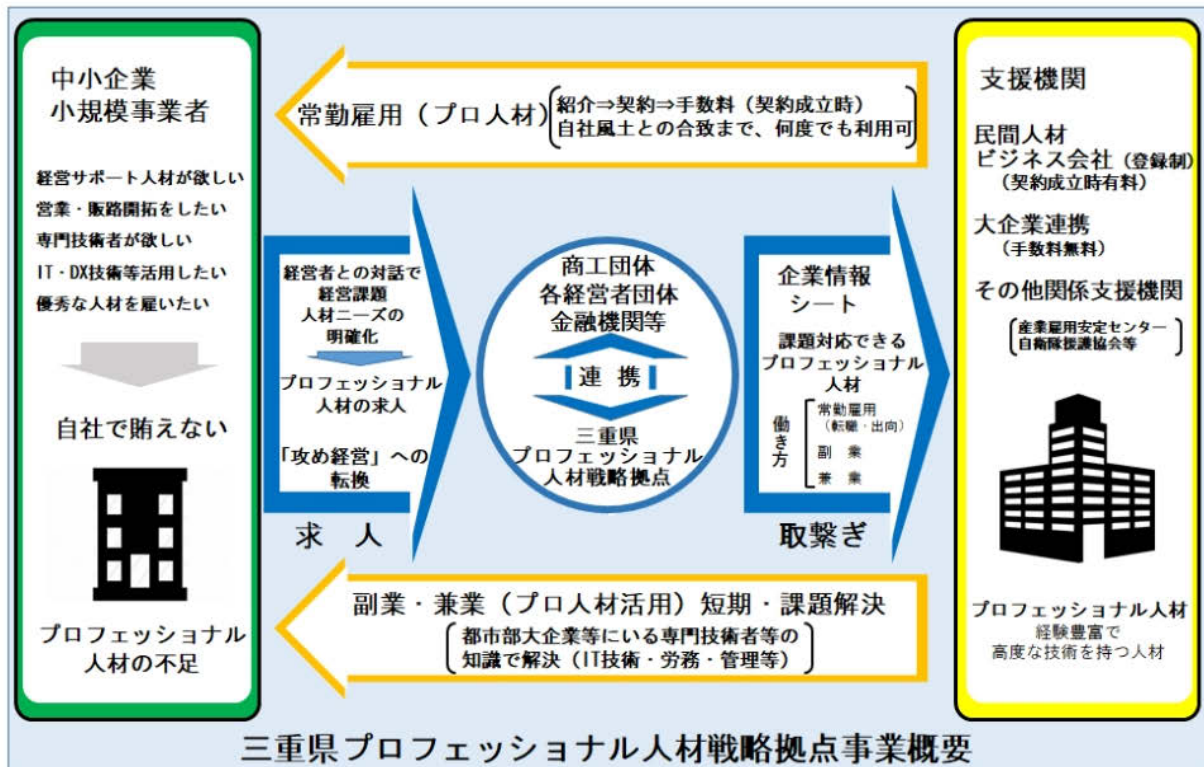 中小企業
小規模事業者
経営サポート人材が欲しい
営業・販路開拓をしたい
専門技術者が欲しい
IT・DX技術等活用したい
優秀な人材を雇いたい
自社で賄えない
プロフェッショナル
人材の不足
常勤雇用（プロ人材）
紹介⇒契約⇒手数料（契約成立時）
自社風土との合致まで、何度でも利用可
経営者との対話で
経営課題
人材ニーズの
明確化
プロフェッショナル
人材の求人
「攻め経営」への
転換
求　人
商工団体
各経営者団体
金融機関等
連 携
三重県
プロフェッショナル
人材戦略拠点
企業情報
シート
課題対応できる
プロフェッショナル
人材
働き方
常勤雇用
（転職・出向）
副　業
兼　業
取繋ぎ
副業・兼業（プロ人材活用）短期・課題解決
都市部大企業等にいる専門技術者等の
知識で解決（IT技術・労務・管理等）
支援機関
民間人材
ビジネス会社（登録制）
（契約成立時有料）
大企業連携
（手数料無料）
その他関係支援機関
産業雇用安定センター
自衛隊援護協会等
プロフェッショナル人材
経験豊富で
高度な技術を持つ人材
三重県プロフェッショナル人材戦略拠点事業概要